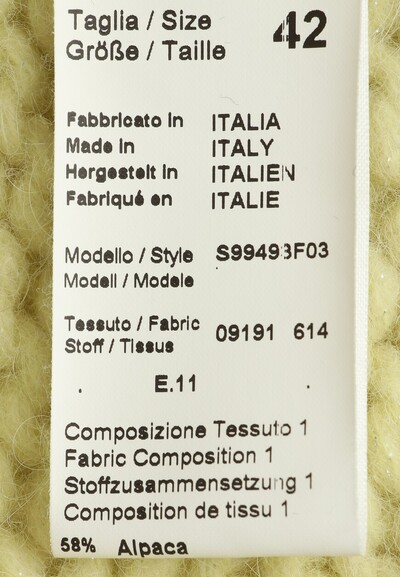 Taglia / Size 42
Größe / Taille
Fabbricato in ITALIA
Made in ITALY
Hergestelt in ITALIEN
Fabriqué en ITALIE
Modello / Style S99493F03
Modell / Modele
Tessuto / Fabric 09191 614
Stoff / Tissus
. E.11 .
Composizione Tessuto 1
Fabric Composition 1
Stoffzusammensetzung 1
Composition de tissu 1
58% Alpaca